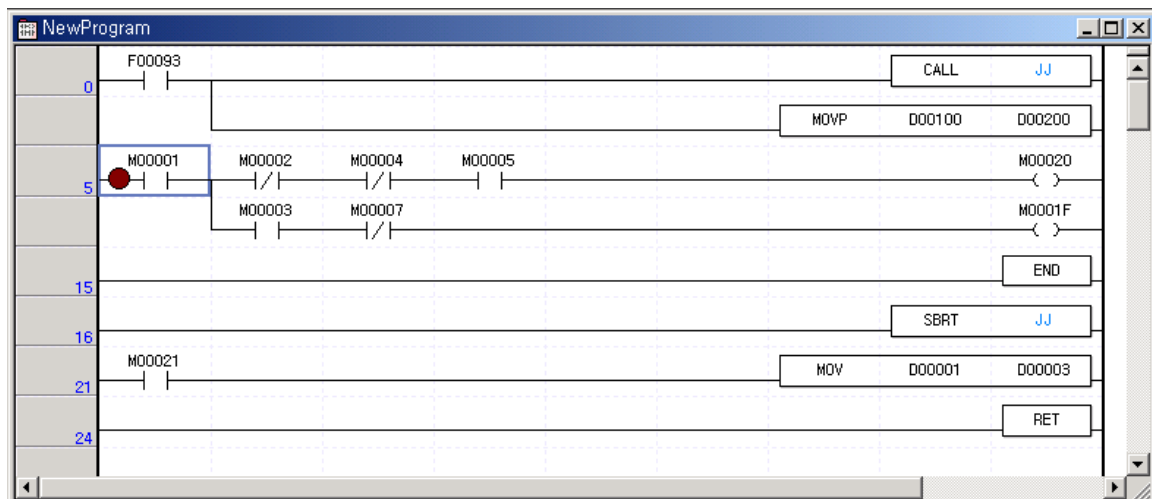 NewProgram
F00093
0
CALL JJ
MOVP D00100 D00200
M00001 M00002 M00004 M00005 M00020
5
M00003 M00007 M0001F
END
15
SBRT JJ
16
M00021
21
MOV D00001 D00003
RET
24